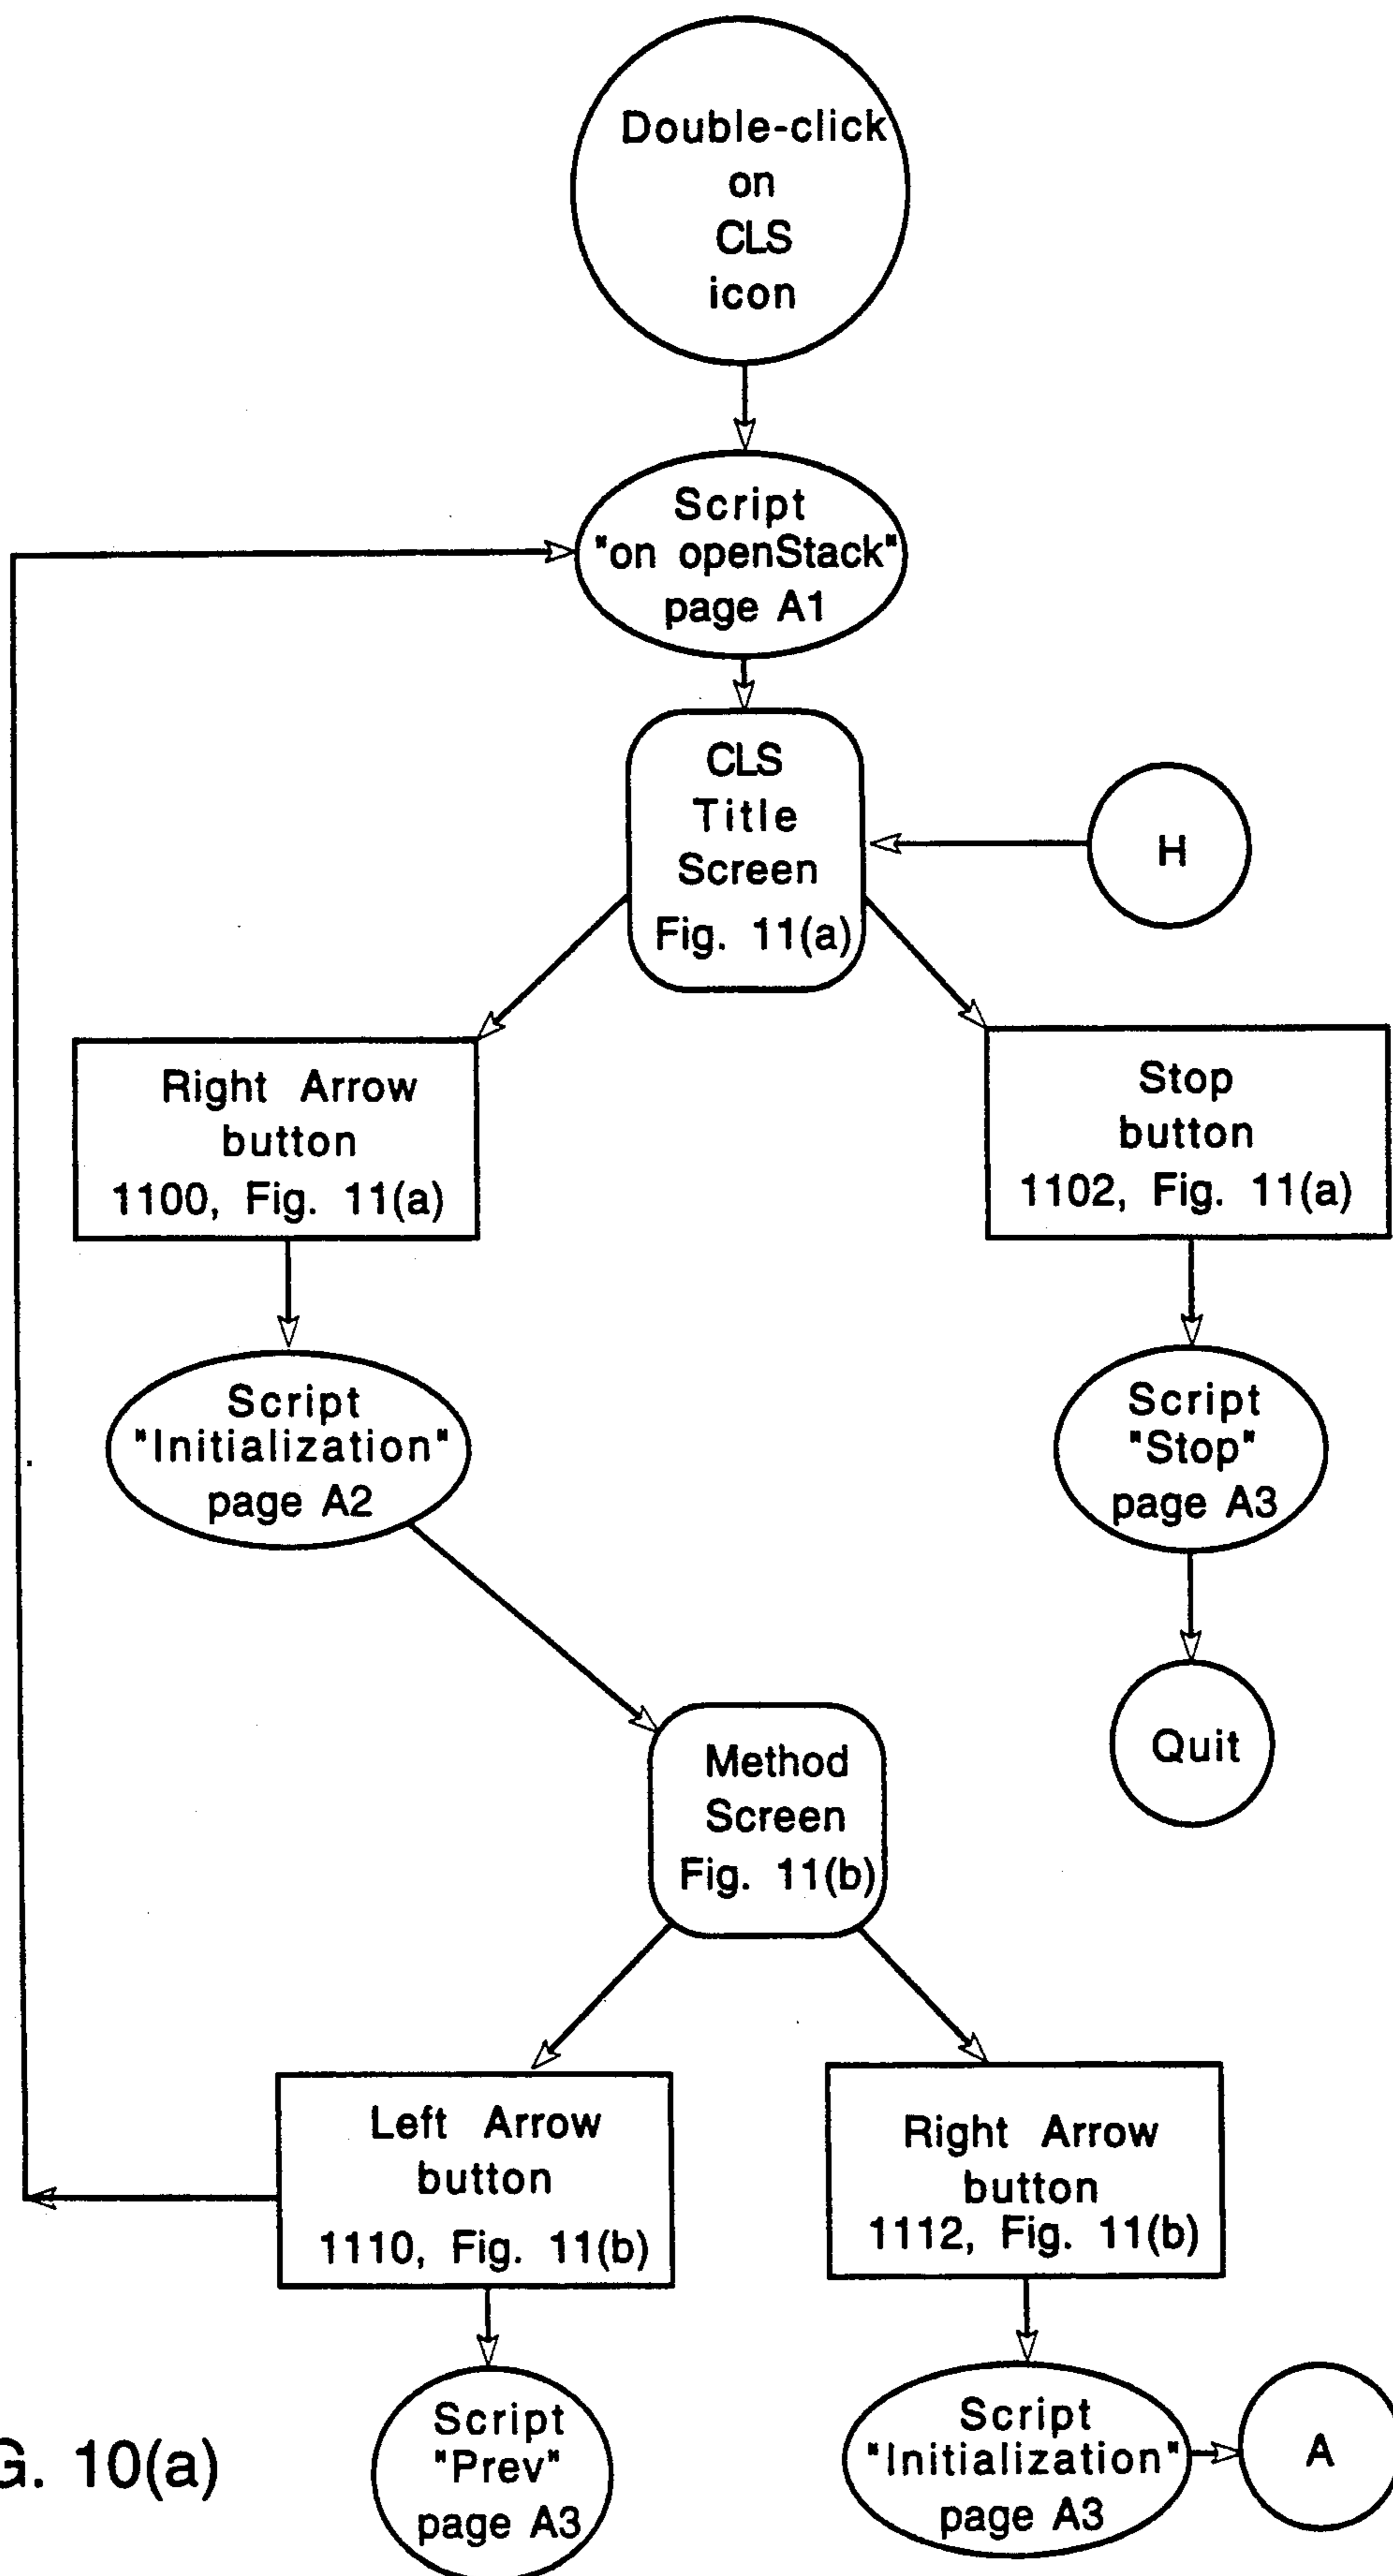 Double-click
on
CLS
icon
Script
"on openStack"
page A1
CLS
Title
Screen
Fig. 11(a)
H
Right Arrow
button
1100, Fig. 11(a)
Stop
button
1102, Fig. 11(a)
Script
"Initialization"
page A2
Script
"Stop"
page A3
Quit
Method
Screen
Fig. 11(b)
Left Arrow
button
1110, Fig. 11(b)
Right Arrow
button
1112, Fig. 11(b)
Script
"Prev"
page A3
Script
"Initialization"
page A3
A
G. 10(a)